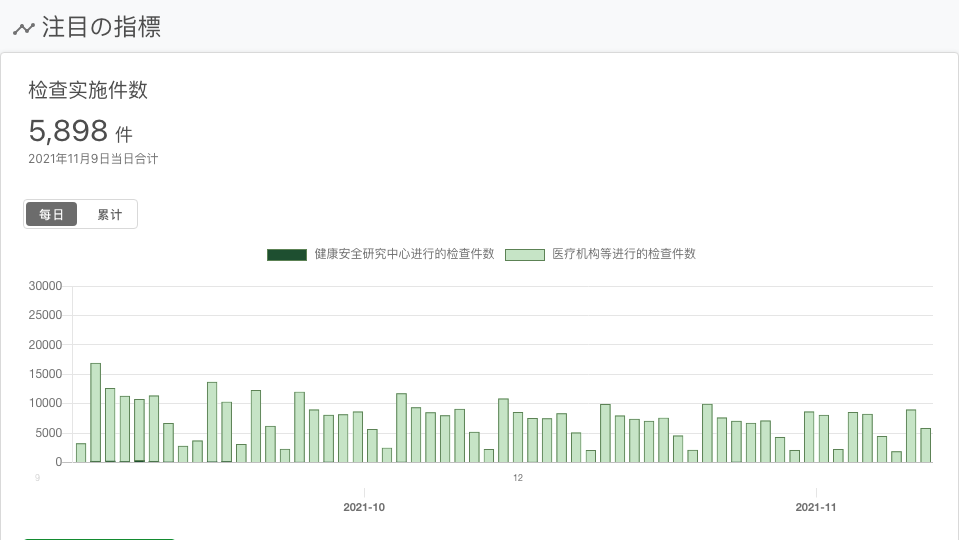 注目の指標
检查实施件数
5,898 件
2021年11月9日当日合计
每日 累计
健康安全研究中心进行的检查件数 医疗机构等进行的检查件数
30000
25000
20000
15000
10000
5000
0
9 12
2021-10 2021-11